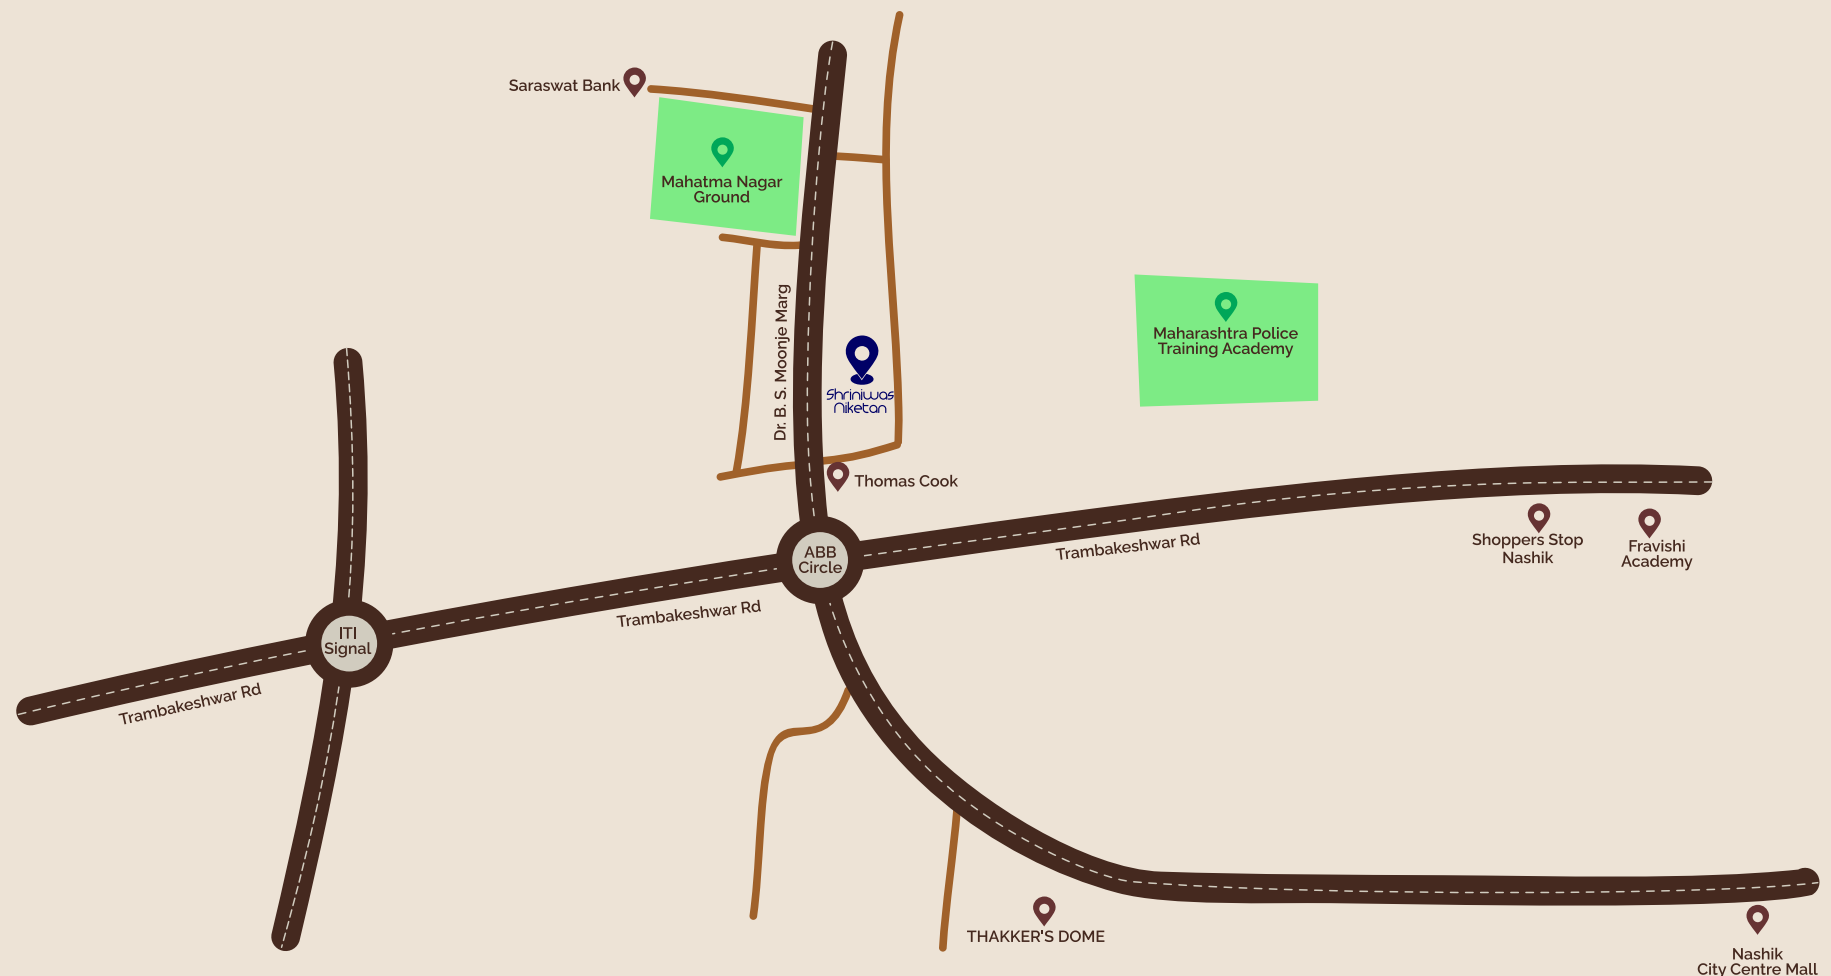 Saraswat Bank
Mahatma Nagar
Ground
Dr. B. S. Moonje Marg
Shriniwas
Niketan
Maharashtra Police
Training Academy
Thomas Cook
ABB
Circle
Trambakeshwar Rd
Shoppers Stop
Nashik
Fravishi
Academy
Trambakeshwar Rd
ITI
Signal
Trambakeshwar Rd
THAKKER'S DOME
Nashik
City Centre Mall